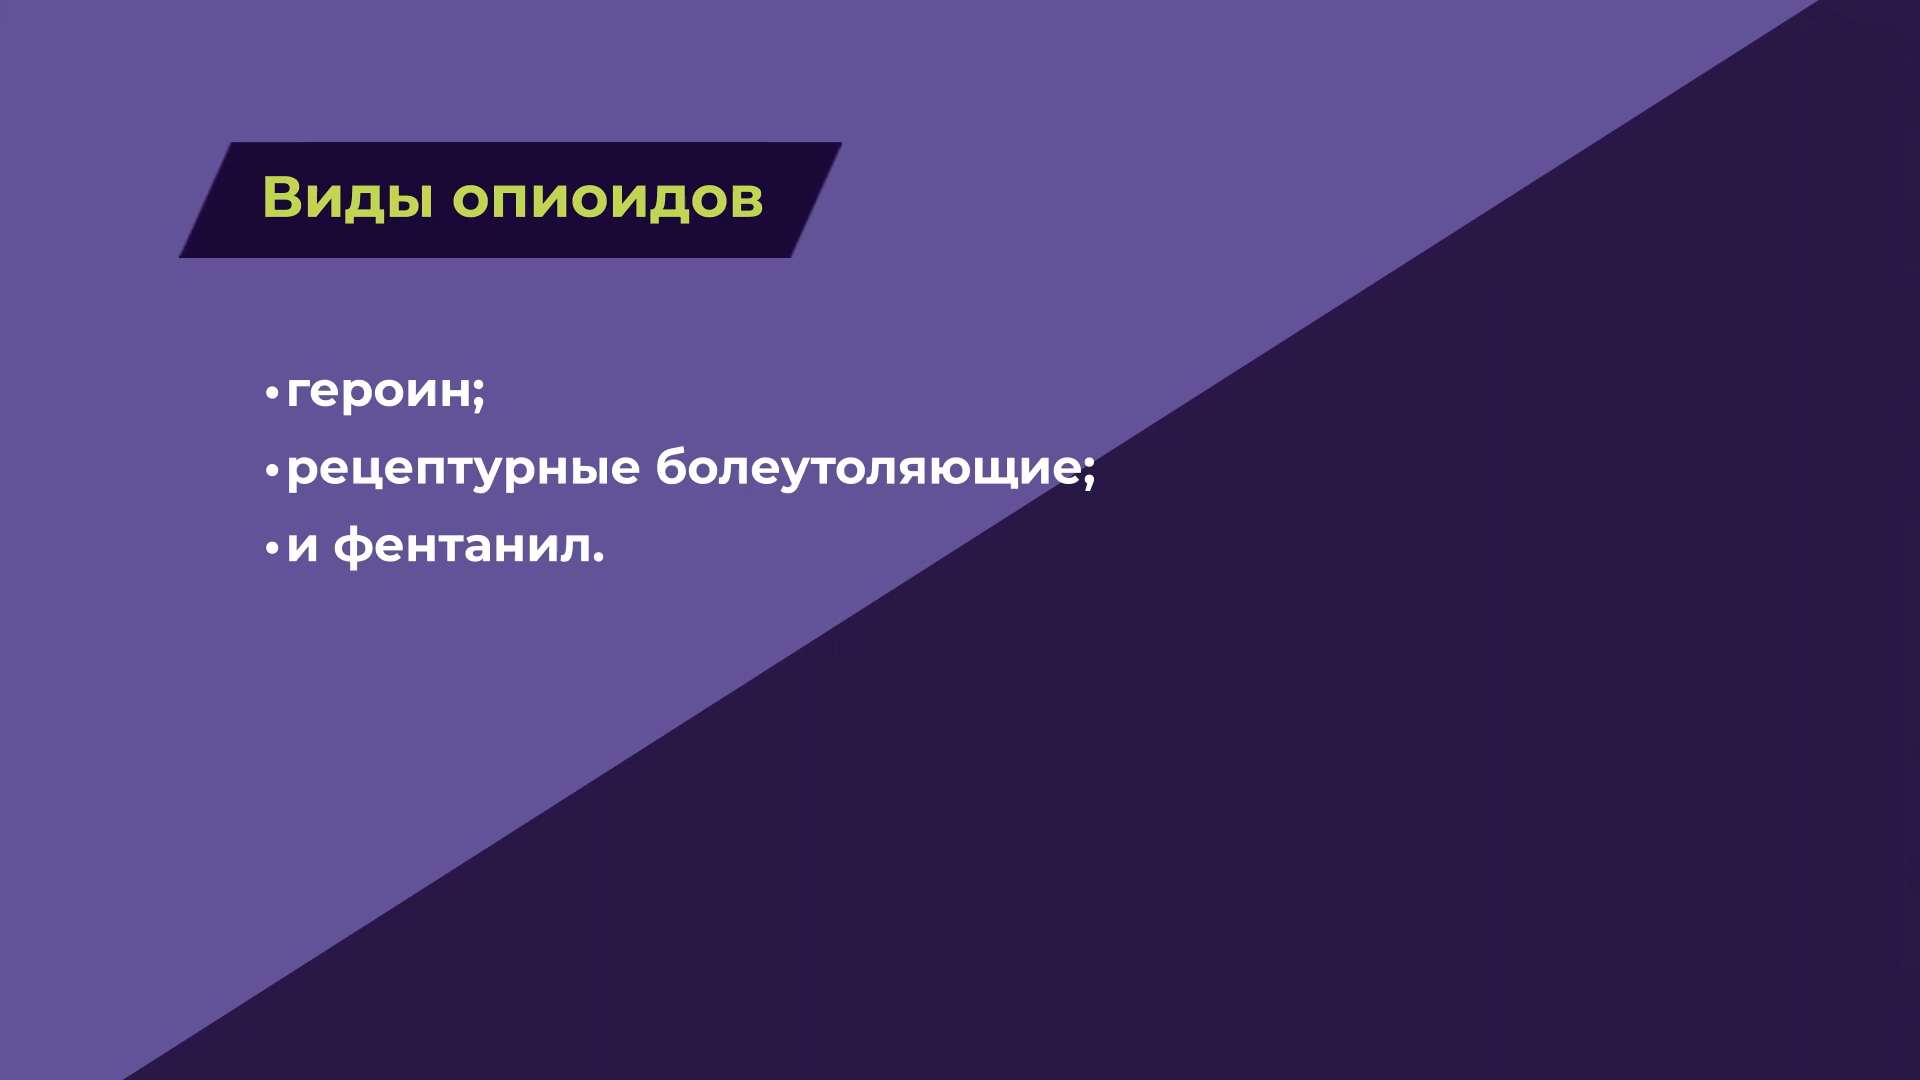 Виды опиоидов
•героин;
•рецептурные болеутоляющие;
•и фентанил.